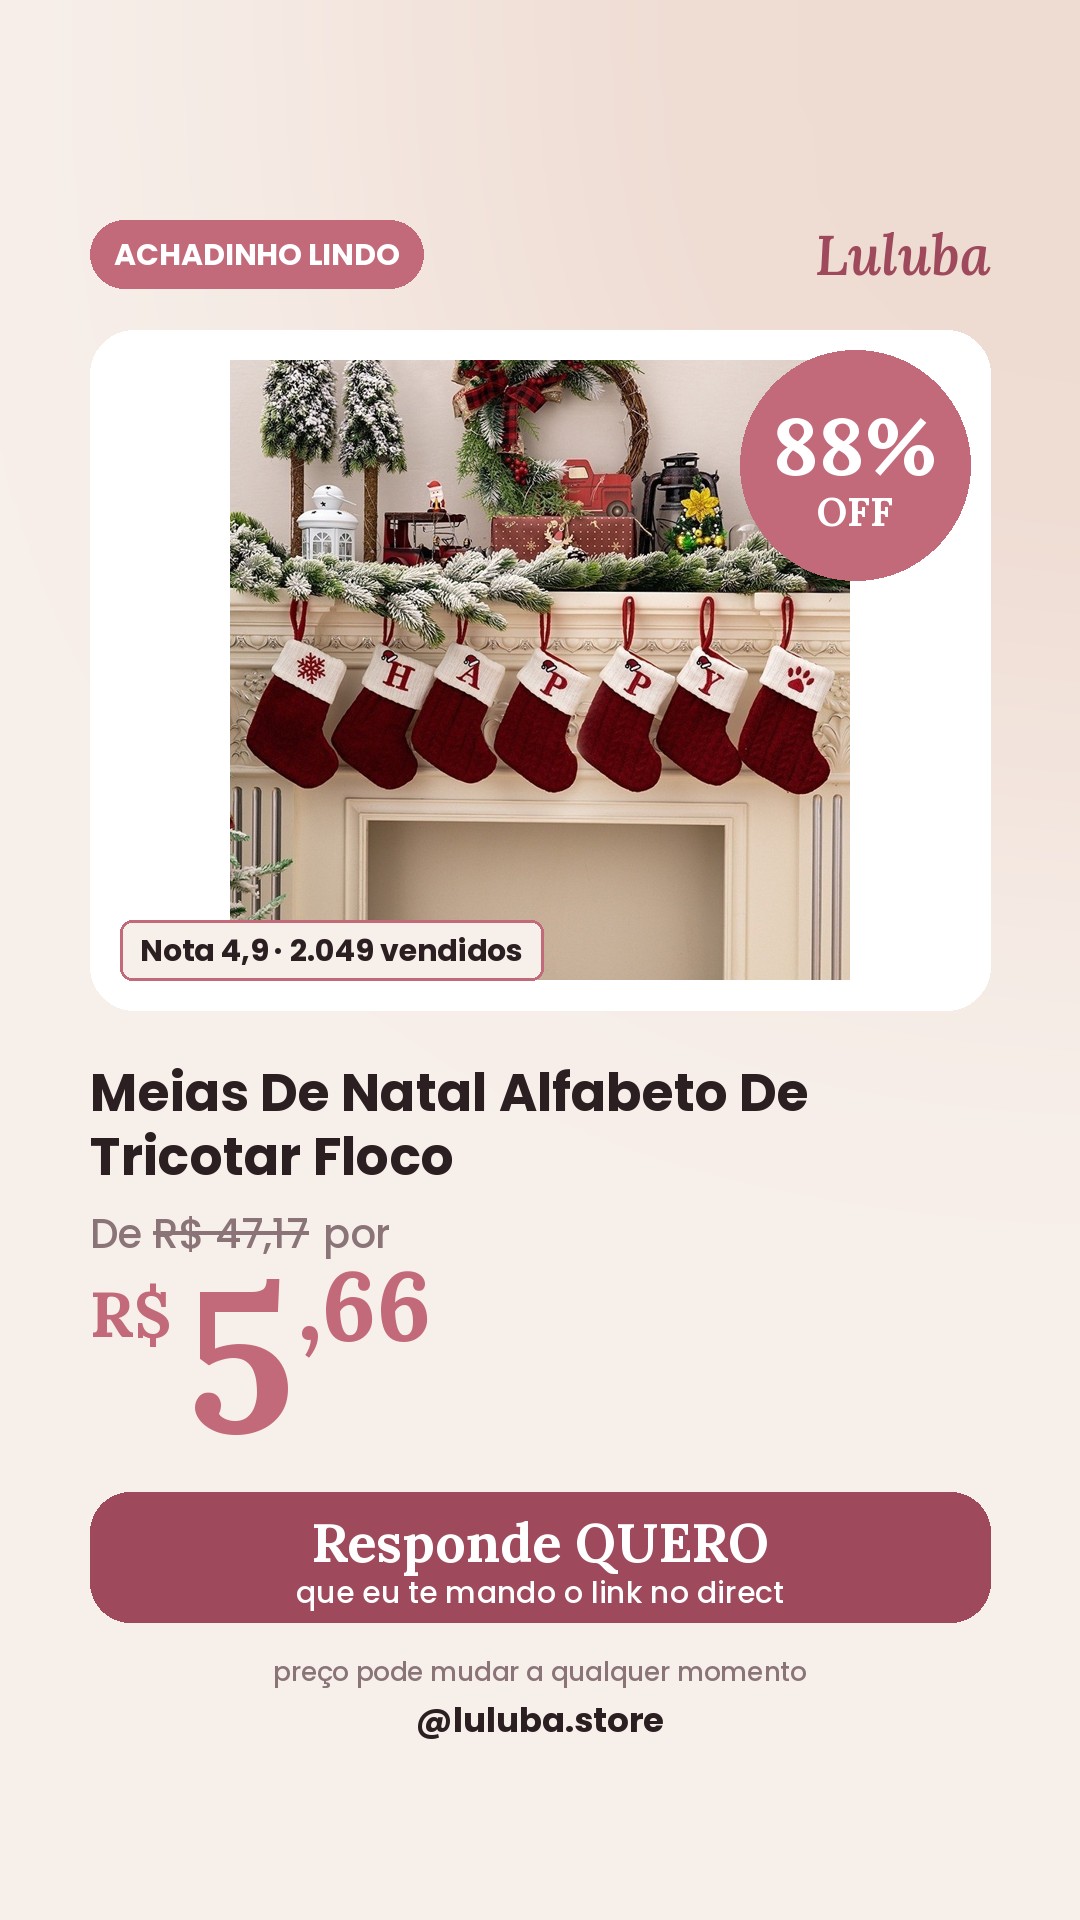 ACHADINHO LINDO
Luluba
88%
OFF
H A P P Y
Nota 4,9 · 2.049 vendidos
Meias De Natal Alfabeto De
Tricotar Floco
De R$ 47,17 por
R$ 5,66
Responde QUERO
que eu te mando o link no direct
preço pode mudar a qualquer momento
@luluba.store